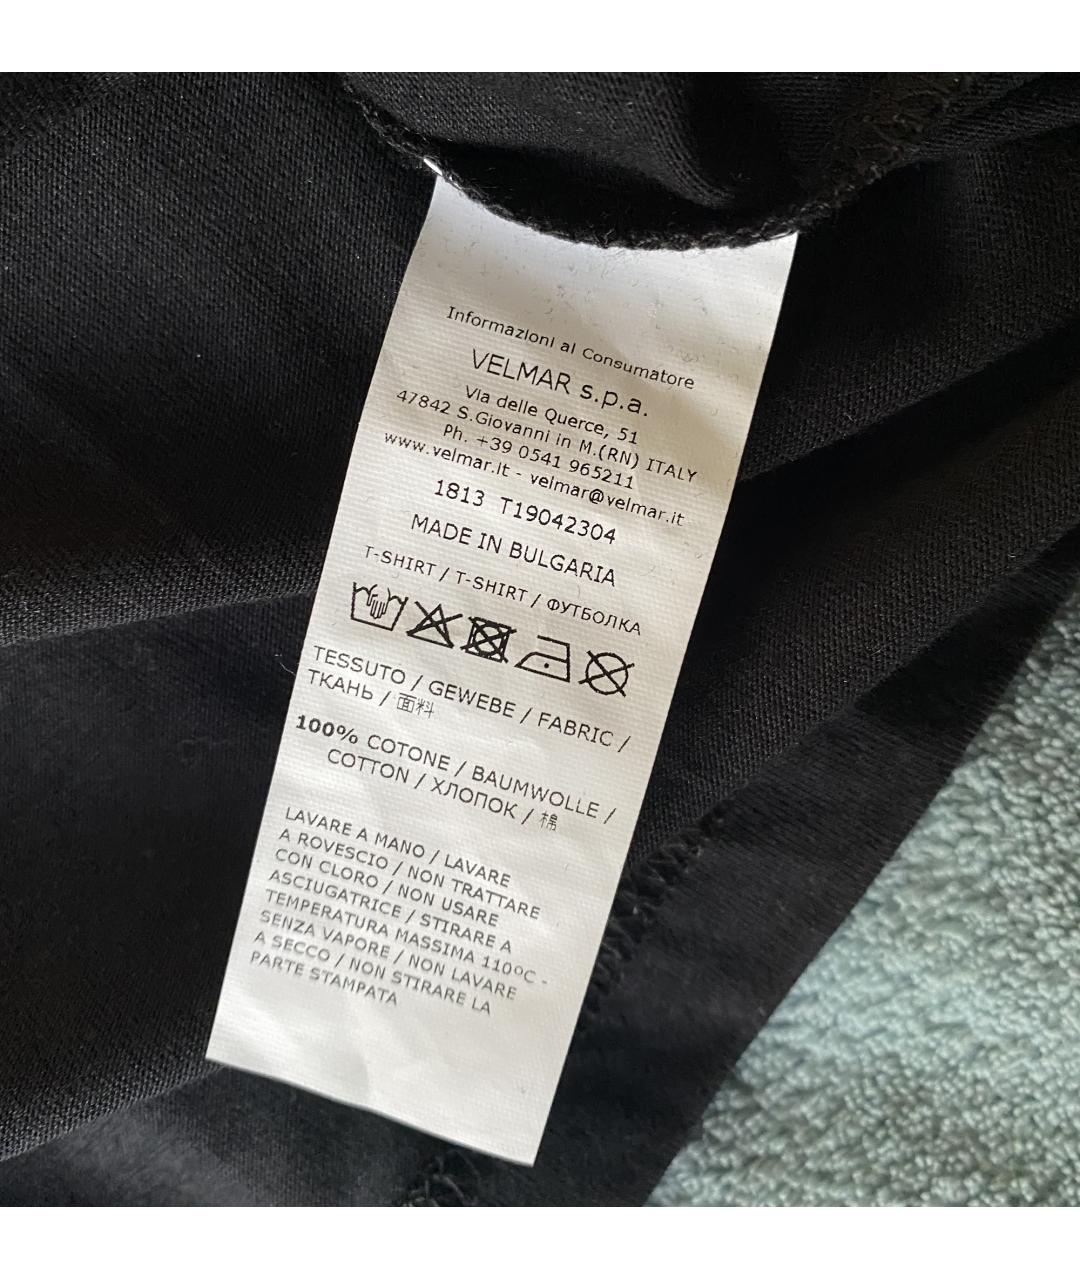 Informazioni al Consumatore
VELMAR s.p.a.
Via delle Querce, 51
47842 S.Giovanni in M.(RN) ITALY
Ph. +39 0541 965211
www.velmar.it - velmar@velmar.it
1813 T19042304
MADE IN BULGARIA
T-SHIRT / T-SHIRT / ФУТБОЛКА
TESSUTO / GEWEBE / FABRIC /
ТКАНЬ / 面料
100% COTONE / BAUMWOLLE /
COTTON / ХЛОПОК / 棉
LAVARE A MANO / LAVARE
A ROVESCIO / NON TRATTARE
CON CLORO / NON USARE
ASCIUGATRICE / STIRARE A
TEMPERATURA MASSIMA 110ºC -
SENZA VAPORE / NON LAVARE
A SECCO / NON STIRARE LA
PARTE STAMPATA